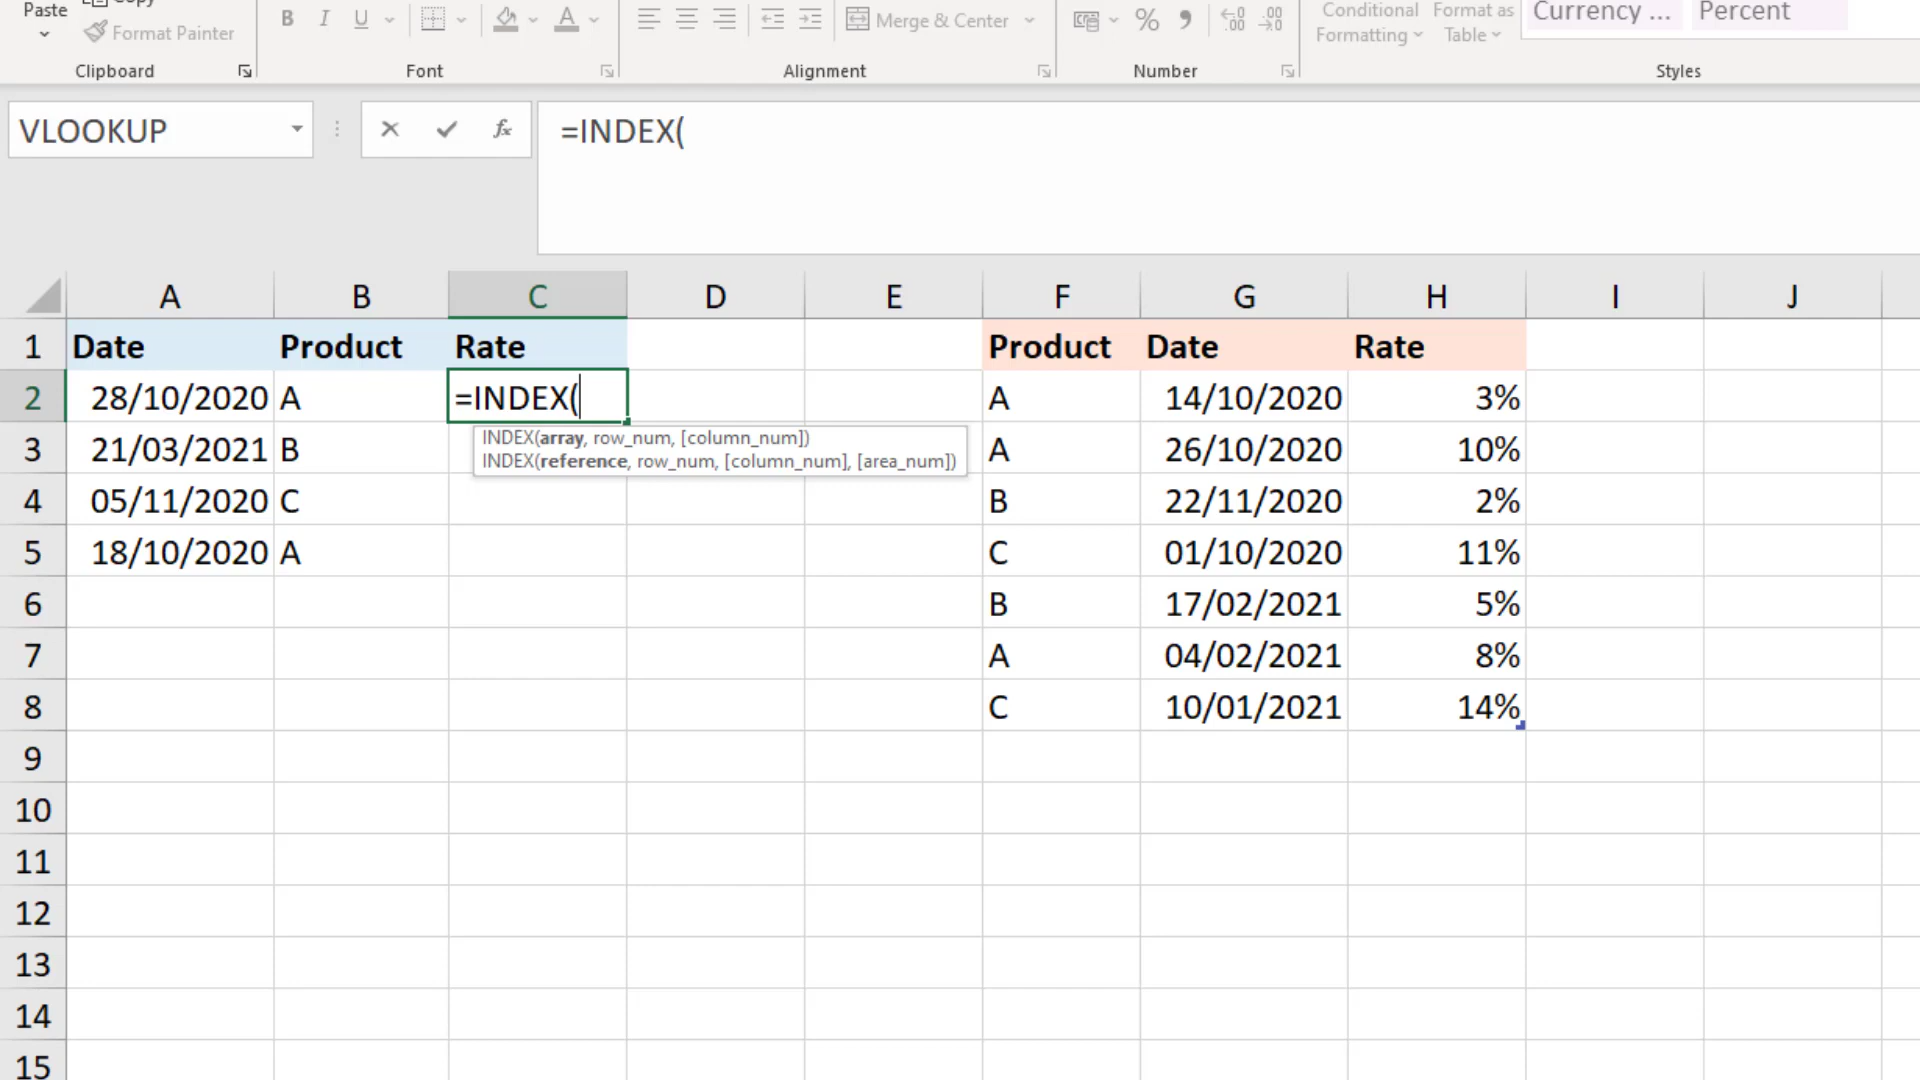 Paste Copy Format Painter
B I U A Merge & Center % Conditional Formatting Format as Table Currency ... Percent
Clipboard Font Alignment Number Styles
VLOOKUP fx =INDEX(
A B C D E F G H I J
1 Date Product Rate Product Date Rate
2 28/10/2020 A =INDEX( A 14/10/2020 3%
INDEX(array, row_num, [column_num])
3 21/03/2021 B A 26/10/2020 10%
INDEX(reference, row_num, [column_num], [area_num])
4 05/11/2020 C B 22/11/2020 2%
5 18/10/2020 A C 01/10/2020 11%
6 B 17/02/2021 5%
7 A 04/02/2021 8%
8 C 10/01/2021 14%
9
10
11
12
13
14
15